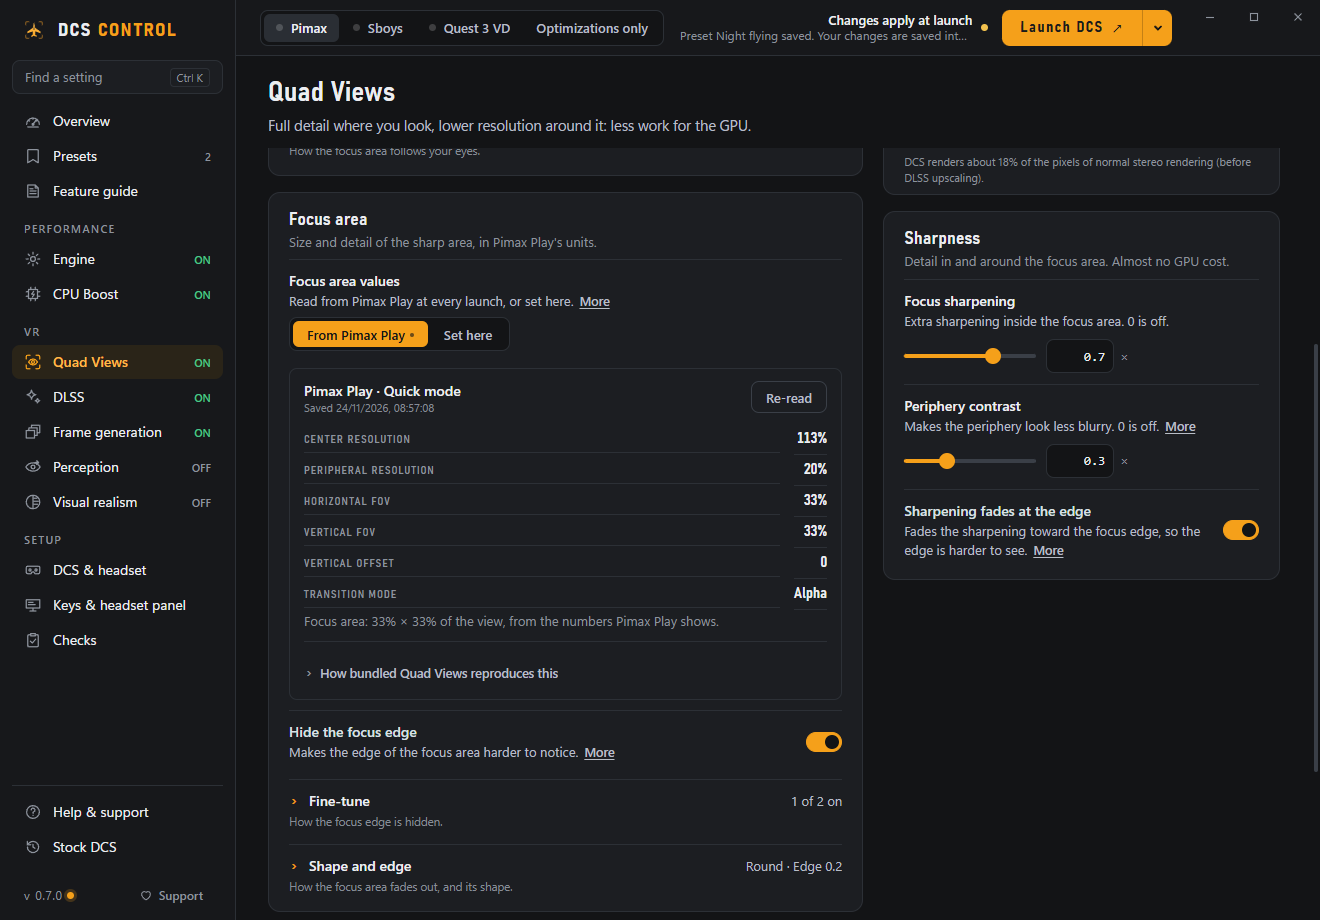 DCS CONTROL
Find a setting
Ctrl K
Overview
Presets
2
Feature guide
PERFORMANCE
Engine
ON
CPU Boost
ON
VR
Quad Views
ON
DLSS
ON
Frame generation
ON
Perception
OFF
Visual realism
OFF
SETUP
DCS & headset
Keys & headset panel
Checks
Help & support
Stock DCS
v 0.7.0
Support
Pimax
Sboys
Quest 3 VD
Optimizations only
Changes apply at launch
Preset Night flying saved. Your changes are saved int...
Launch DCS ↗
Quad Views
Full detail where you look, lower resolution around it: less work for the GPU.
How the focus area follows your eyes.
Focus area
Size and detail of the sharp area, in Pimax Play's units.
Focus area values
Read from Pimax Play at every launch, or set here. More
From Pimax Play •
Set here
Pimax Play · Quick mode
Saved 24/11/2026, 08:57:08
Re-read
CENTER RESOLUTION
113%
PERIPHERAL RESOLUTION
20%
HORIZONTAL FOV
33%
VERTICAL FOV
33%
VERTICAL OFFSET
0
TRANSITION MODE
Alpha
Focus area: 33% × 33% of the view, from the numbers Pimax Play shows.
› How bundled Quad Views reproduces this
Hide the focus edge
Makes the edge of the focus area harder to notice. More
› Fine-tune
1 of 2 on
How the focus edge is hidden.
› Shape and edge
Round · Edge 0.2
How the focus area fades out, and its shape.
DCS renders about 18% of the pixels of normal stereo rendering (before
DLSS upscaling).
Sharpness
Detail in and around the focus area. Almost no GPU cost.
Focus sharpening
Extra sharpening inside the focus area. 0 is off.
0.7 ×
Periphery contrast
Makes the periphery look less blurry. 0 is off. More
0.3 ×
Sharpening fades at the edge
Fades the sharpening toward the focus edge, so the
edge is harder to see. More